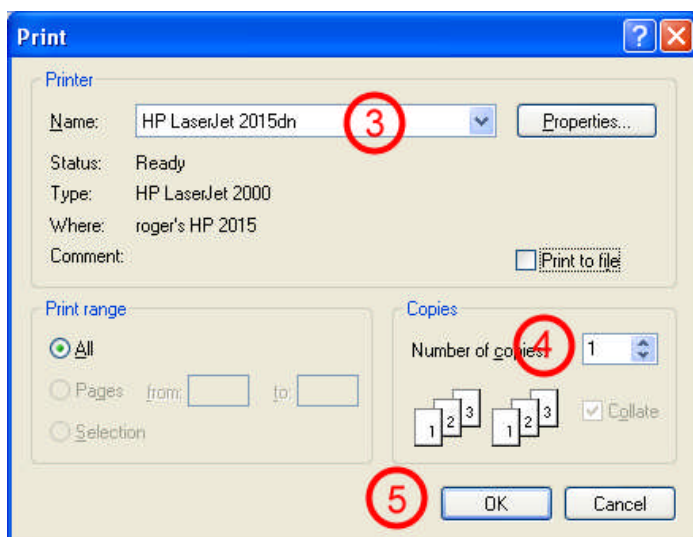 Print
Printer
Name: HP LaserJet 2015dn 3 Properties...
Status: Ready
Type: HP LaserJet 2000
Where: roger's HP 2015
Comment: Print to file
Print range
All
Pages from: to:
Selection
Copies
Number of copies: 4 1
1 2 3 1 2 3 Collate
5 OK Cancel